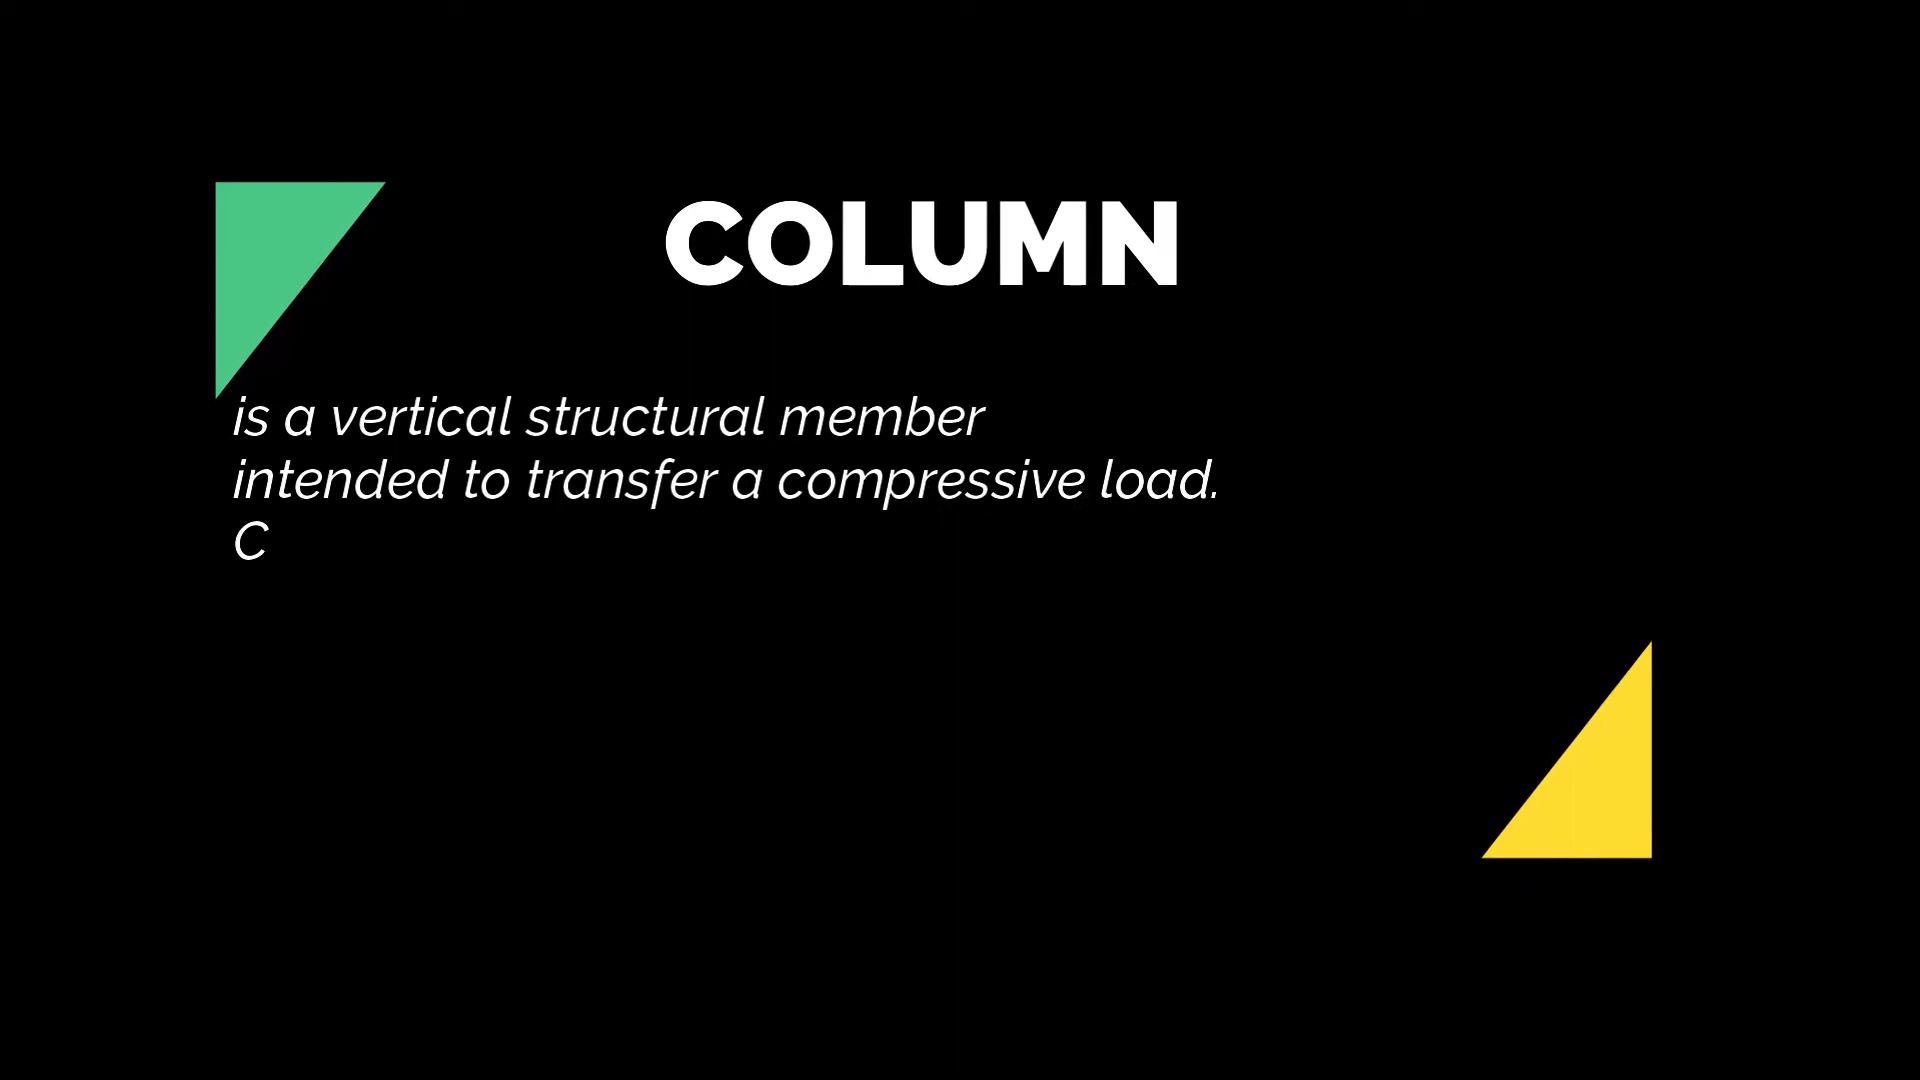 COLUMN
is a vertical structural member
intended to transfer a compressive load.
C